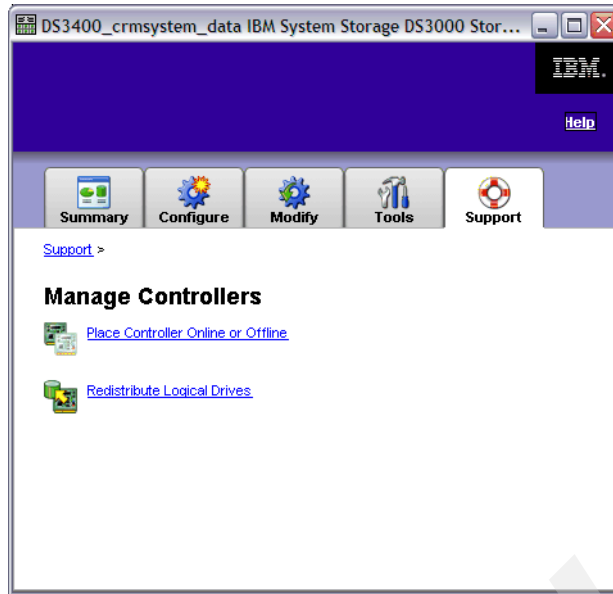 DS3400_crmsystem_data IBM System Storage DS3000 Stor...
IBM.
Help
Summary
Configure
Modify
Tools
Support
Support >
Manage Controllers
Place Controller Online or Offline
Redistribute Logical Drives